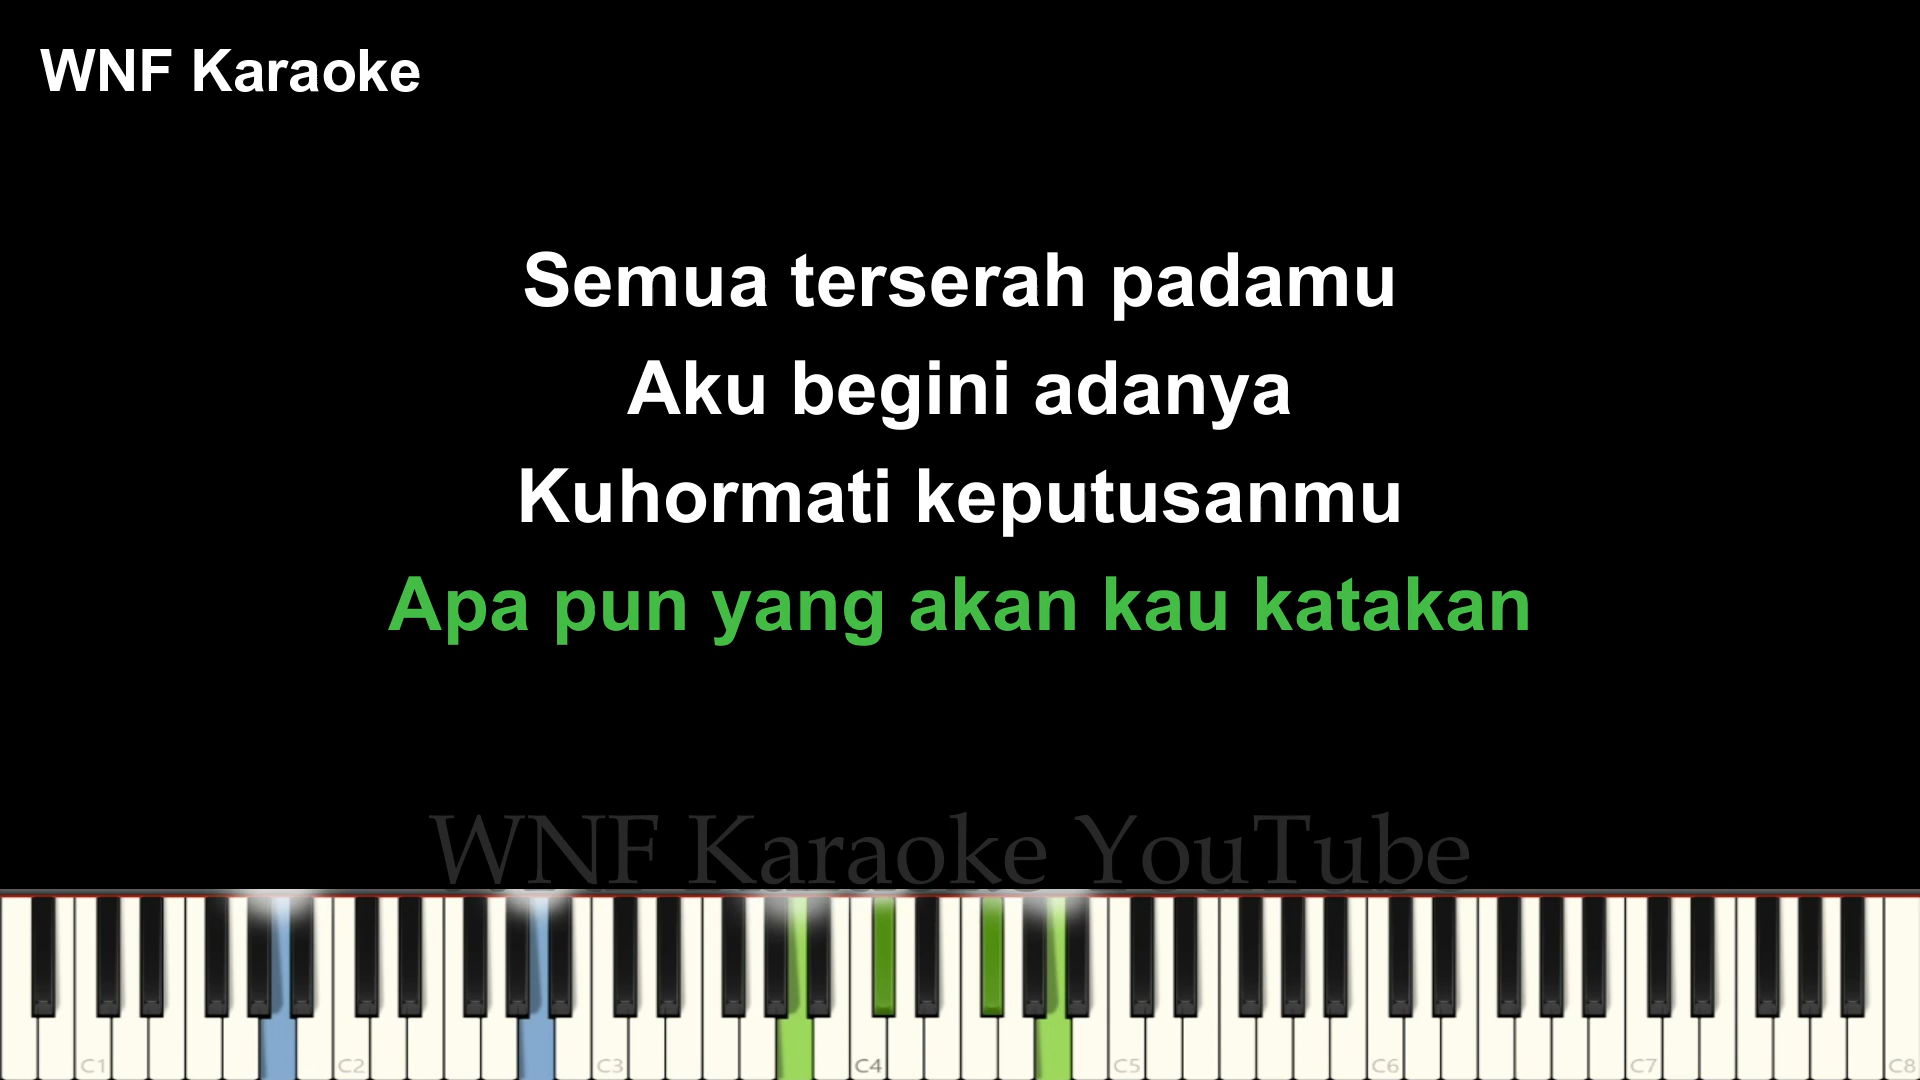 WNF Karaoke
Semua terserah padamu
Aku begini adanya
Kuhormati keputusanmu
Apa pun yang akan kau katakan
WNF Karaoke YouTube
C1 C2 C3 C4 C5 C6 C7 C8